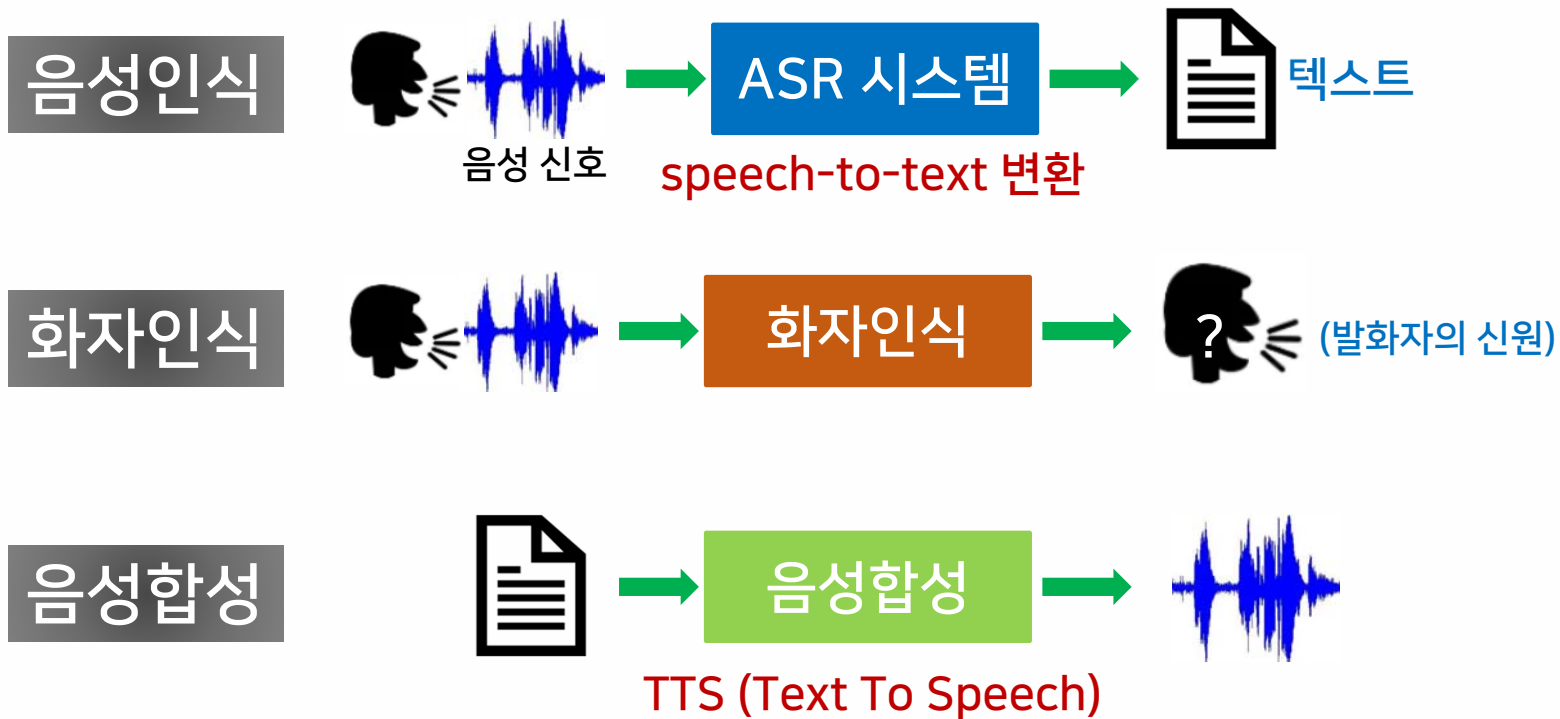 음성인식
음성 신호
ASR 시스템
speech-to-text 변환
텍스트
화자인식
화자인식
?
(발화자의 신원)
음성합성
음성합성
TTS (Text To Speech)